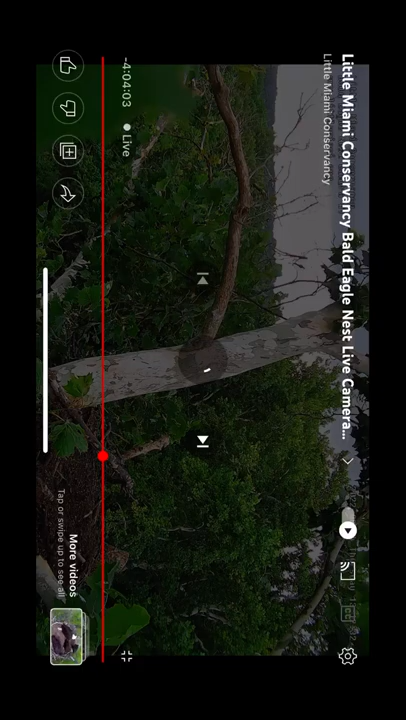 Little Miami Conservancy Bald Eagle Nest Live Camera...
Little Miami Conservancy
-4:04:03 Live
More videos
Tap or swipe up to see all